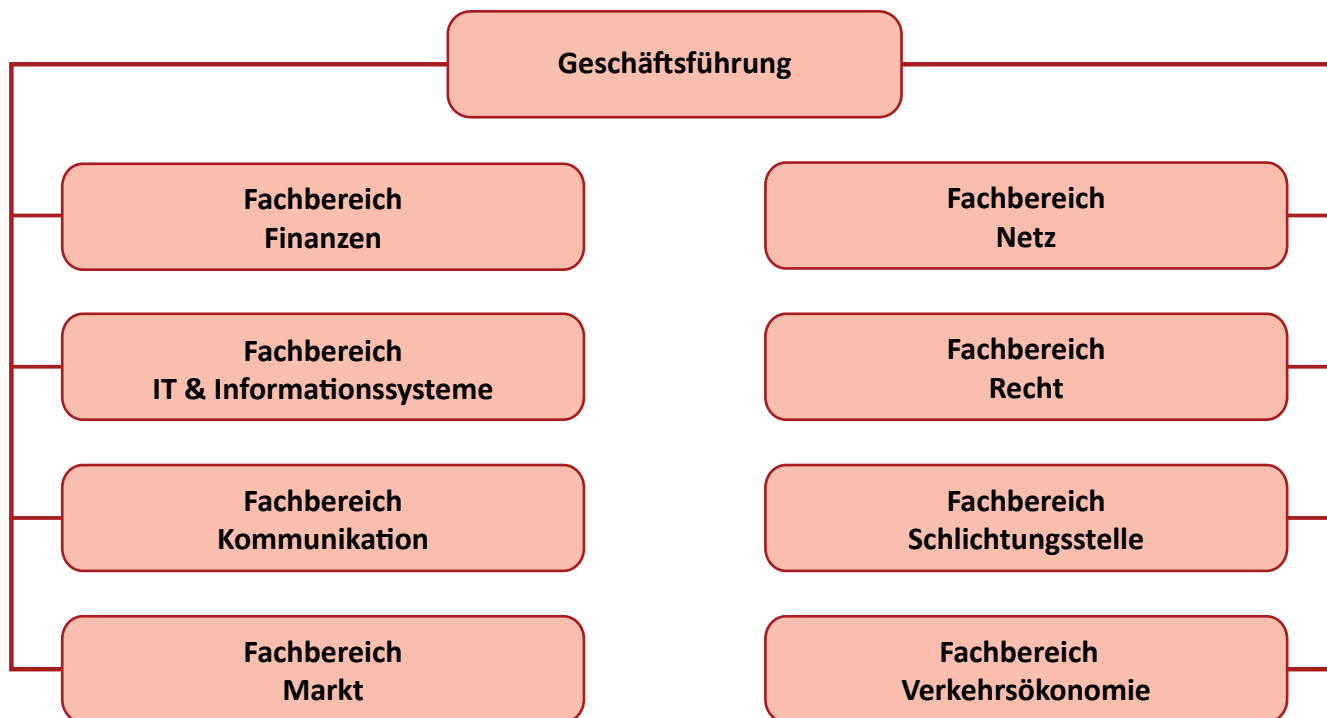 Geschäftsführung
Fachbereich
Finanzen
Fachbereich
IT & Informationssysteme
Fachbereich
Kommunikation
Fachbereich
Markt
Fachbereich
Netz
Fachbereich
Recht
Fachbereich
Schlichtungsstelle
Fachbereich
Verkehrsökonomie